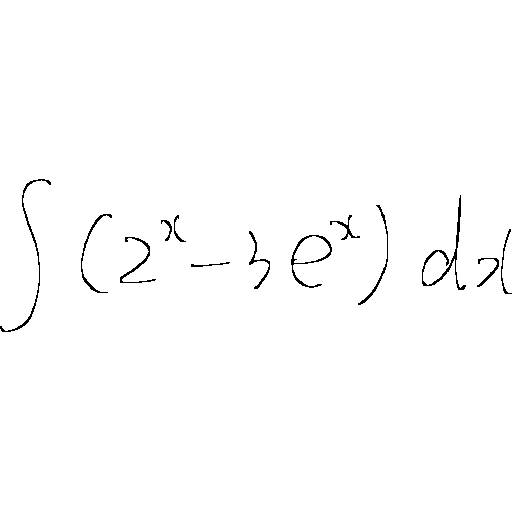 ∫ (2^x - 3e^x) dx